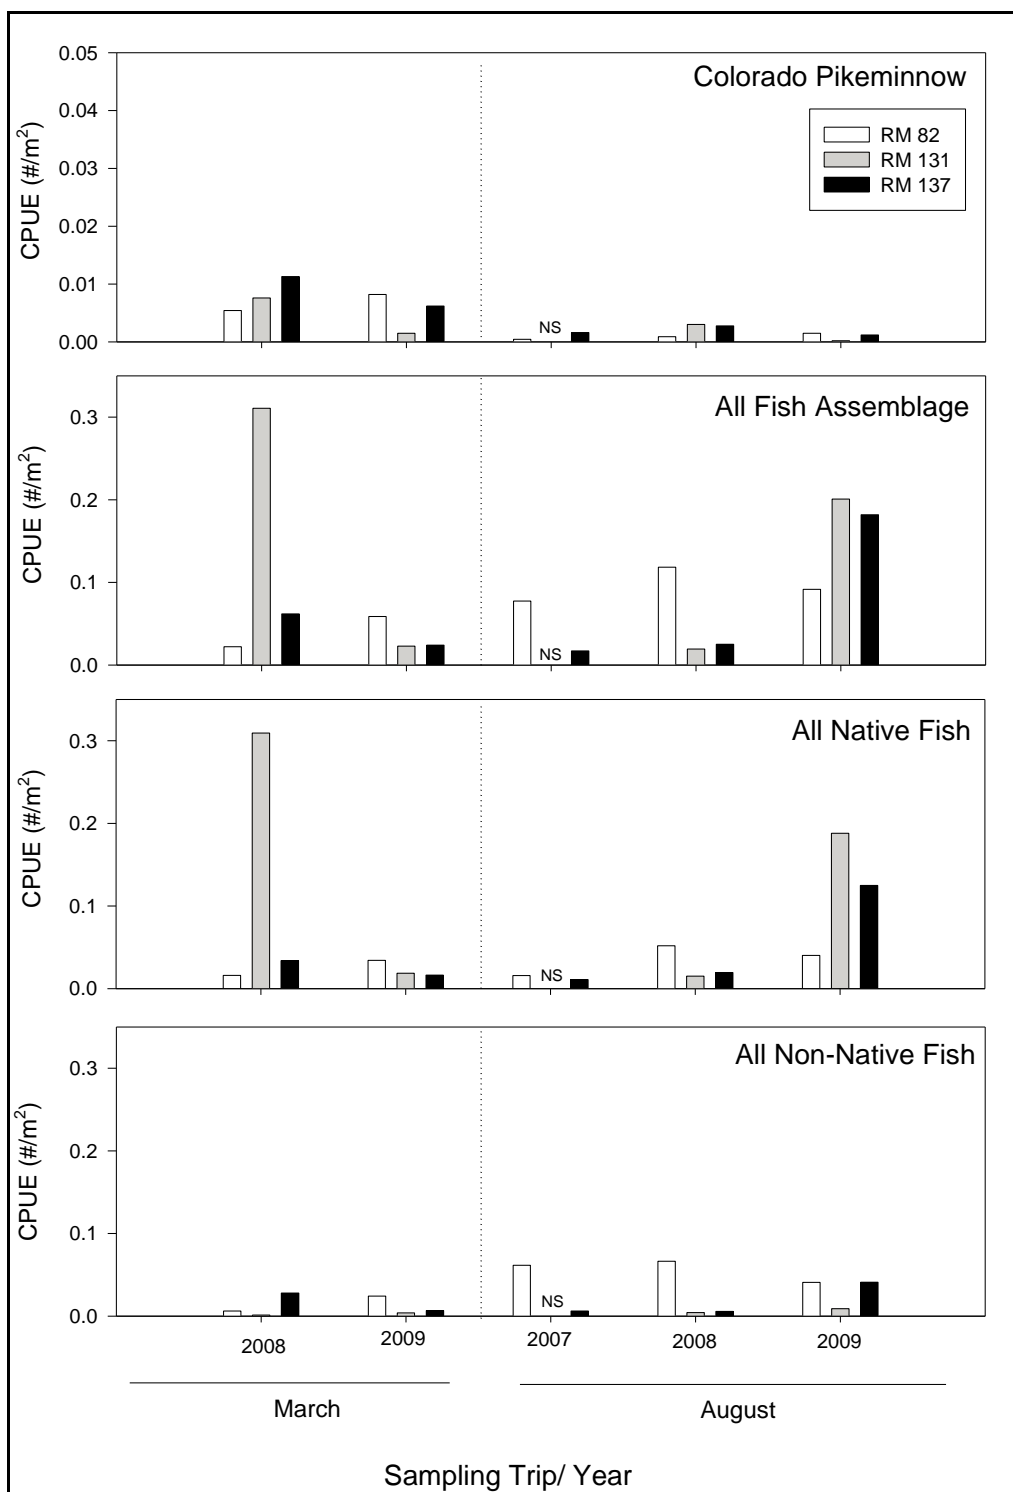 Colorado Pikeminnow
RM 82
RM 131
RM 137
CPUE (#/m²)
0.05
0.04
0.03
0.02
0.01
0.00
NS
All Fish Assemblage
CPUE (#/m²)
0.3
0.2
0.1
0.0
NS
All Native Fish
CPUE (#/m²)
0.3
0.2
0.1
0.0
NS
All Non-Native Fish
CPUE (#/m²)
0.3
0.2
0.1
0.0
NS
2008 2009 2007 2008 2009
March August
Sampling Trip/ Year